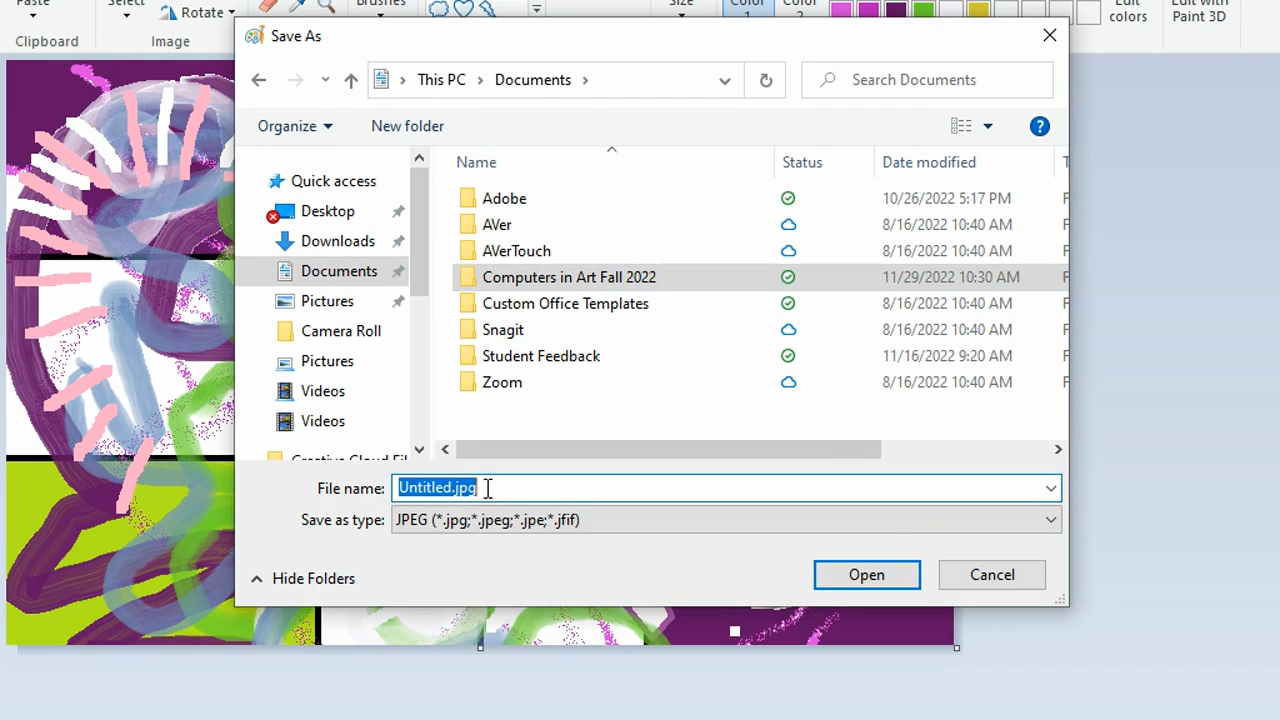 Paste Select Rotate Brushes Size Color 1 Color 2 Edit colors Edit with Paint 3D
Clipboard Image
Save As
This PC > Documents > Search Documents
Organize New folder
Name Status Date modified
Quick access
Desktop
Downloads
Documents
Pictures
Camera Roll
Pictures
Videos
Videos
Adobe 10/26/2022 5:17 PM
AVer 8/16/2022 10:40 AM
AVerTouch 8/16/2022 10:40 AM
Computers in Art Fall 2022 11/29/2022 10:30 AM
Custom Office Templates 8/16/2022 10:40 AM
Snagit 8/16/2022 10:40 AM
Student Feedback 11/16/2022 9:20 AM
Zoom 8/16/2022 10:40 AM
File name: Untitled.jpg
Save as type: JPEG (*.jpg;*.jpeg;*.jpe;*.jfif)
Hide Folders Open Cancel